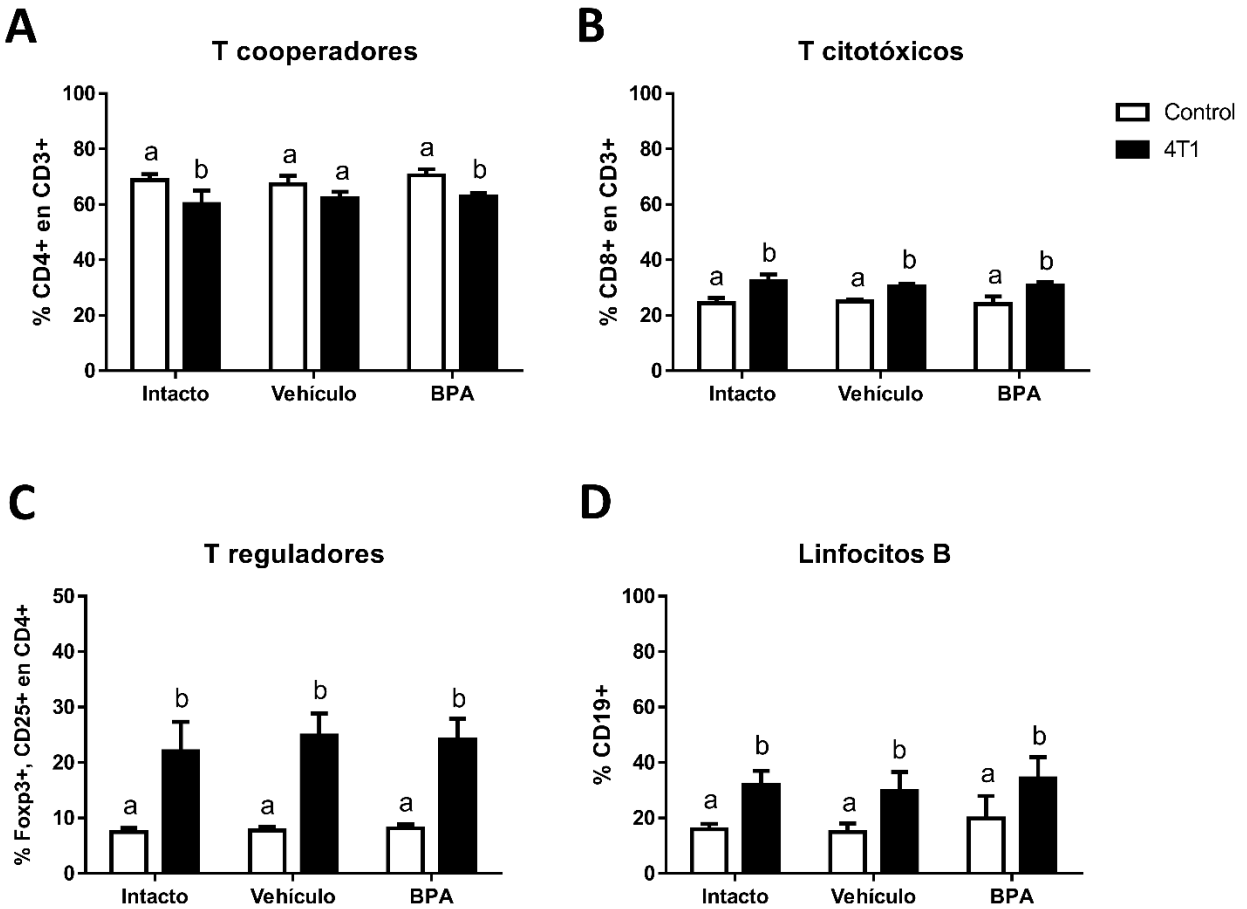 A
T cooperadores
% CD4+ en CD3+
100
80
60
40
20
0
a
b
a
a
a
b
Intacto
Vehículo
BPA
B
T citotóxicos
% CD8+ en CD3+
100
80
60
40
20
0
a
b
a
b
a
b
Intacto
Vehículo
BPA
Control
4T1
C
T reguladores
% Foxp3+, CD25+ en CD4+
50
40
30
20
10
0
a
b
a
b
a
b
Intacto
Vehículo
BPA
D
Linfocitos B
% CD19+
100
80
60
40
20
0
a
b
a
b
a
b
Intacto
Vehículo
BPA